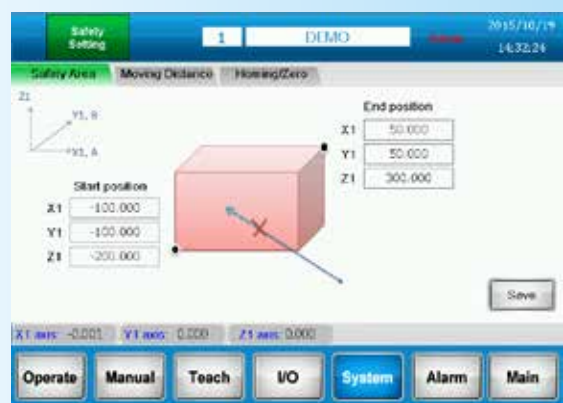 Safety Setting
1 DEMO
2015/10/19
14:32:24
Safety Area Moving Distance Homing/Zero
Z1
Y1, B
X1, A
End position
X1 50.000
Y1 50.000
Z1 300.000
Start position
X1 -100.000
Y1 -100.000
Z1 -200.000
Save
X1 axis: -0.001 Y1 axis: 0.000 Z1 axis: 0.000
Operate Manual Teach I/O System Alarm Main